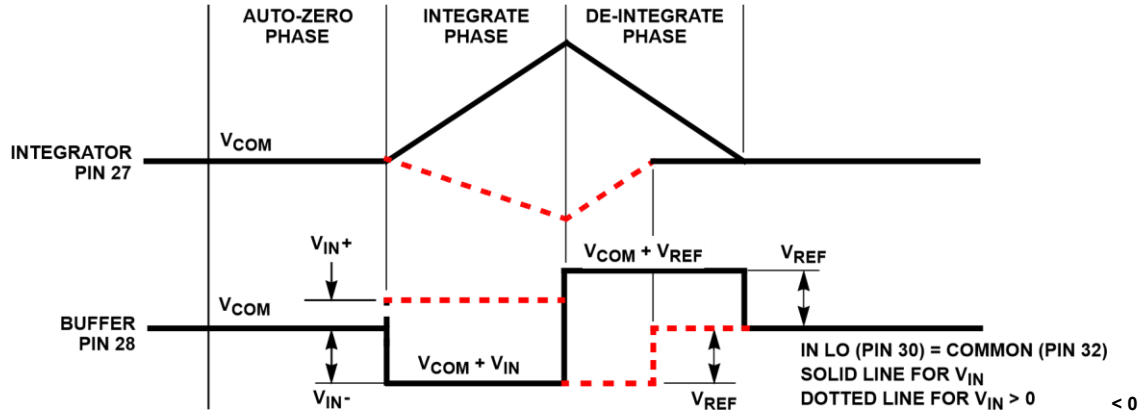 AUTO-ZERO
PHASE
INTEGRATE
PHASE
DE-INTEGRATE
PHASE
VCOM
INTEGRATOR
PIN 27
VIN+
VCOM + VREF
VREF
VCOM
BUFFER
PIN 28
VCOM + VIN
VIN-
VREF
IN LO (PIN 30) = COMMON (PIN 32)
SOLID LINE FOR VIN
DOTTED LINE FOR VIN > 0 < 0